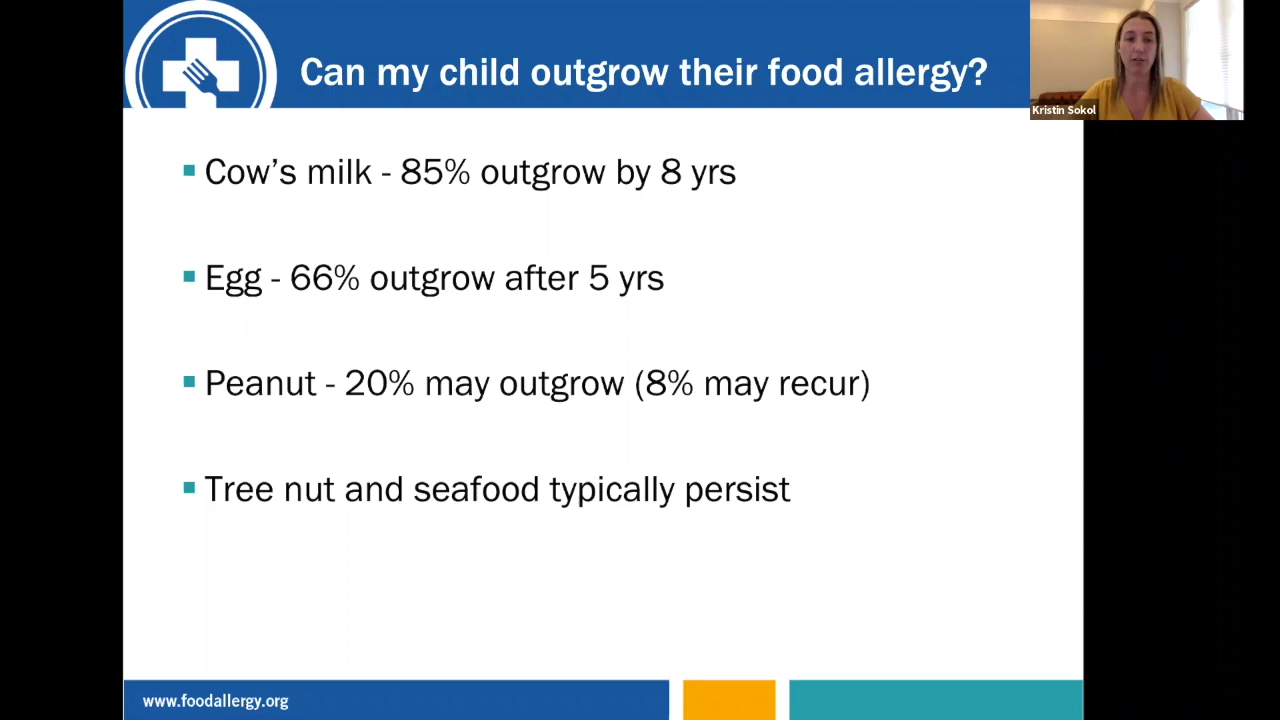 Can my child outgrow their food allergy?
Kristin Sokol
Cow’s milk - 85% outgrow by 8 yrs
Egg - 66% outgrow after 5 yrs
Peanut - 20% may outgrow (8% may recur)
Tree nut and seafood typically persist
www.foodallergy.org